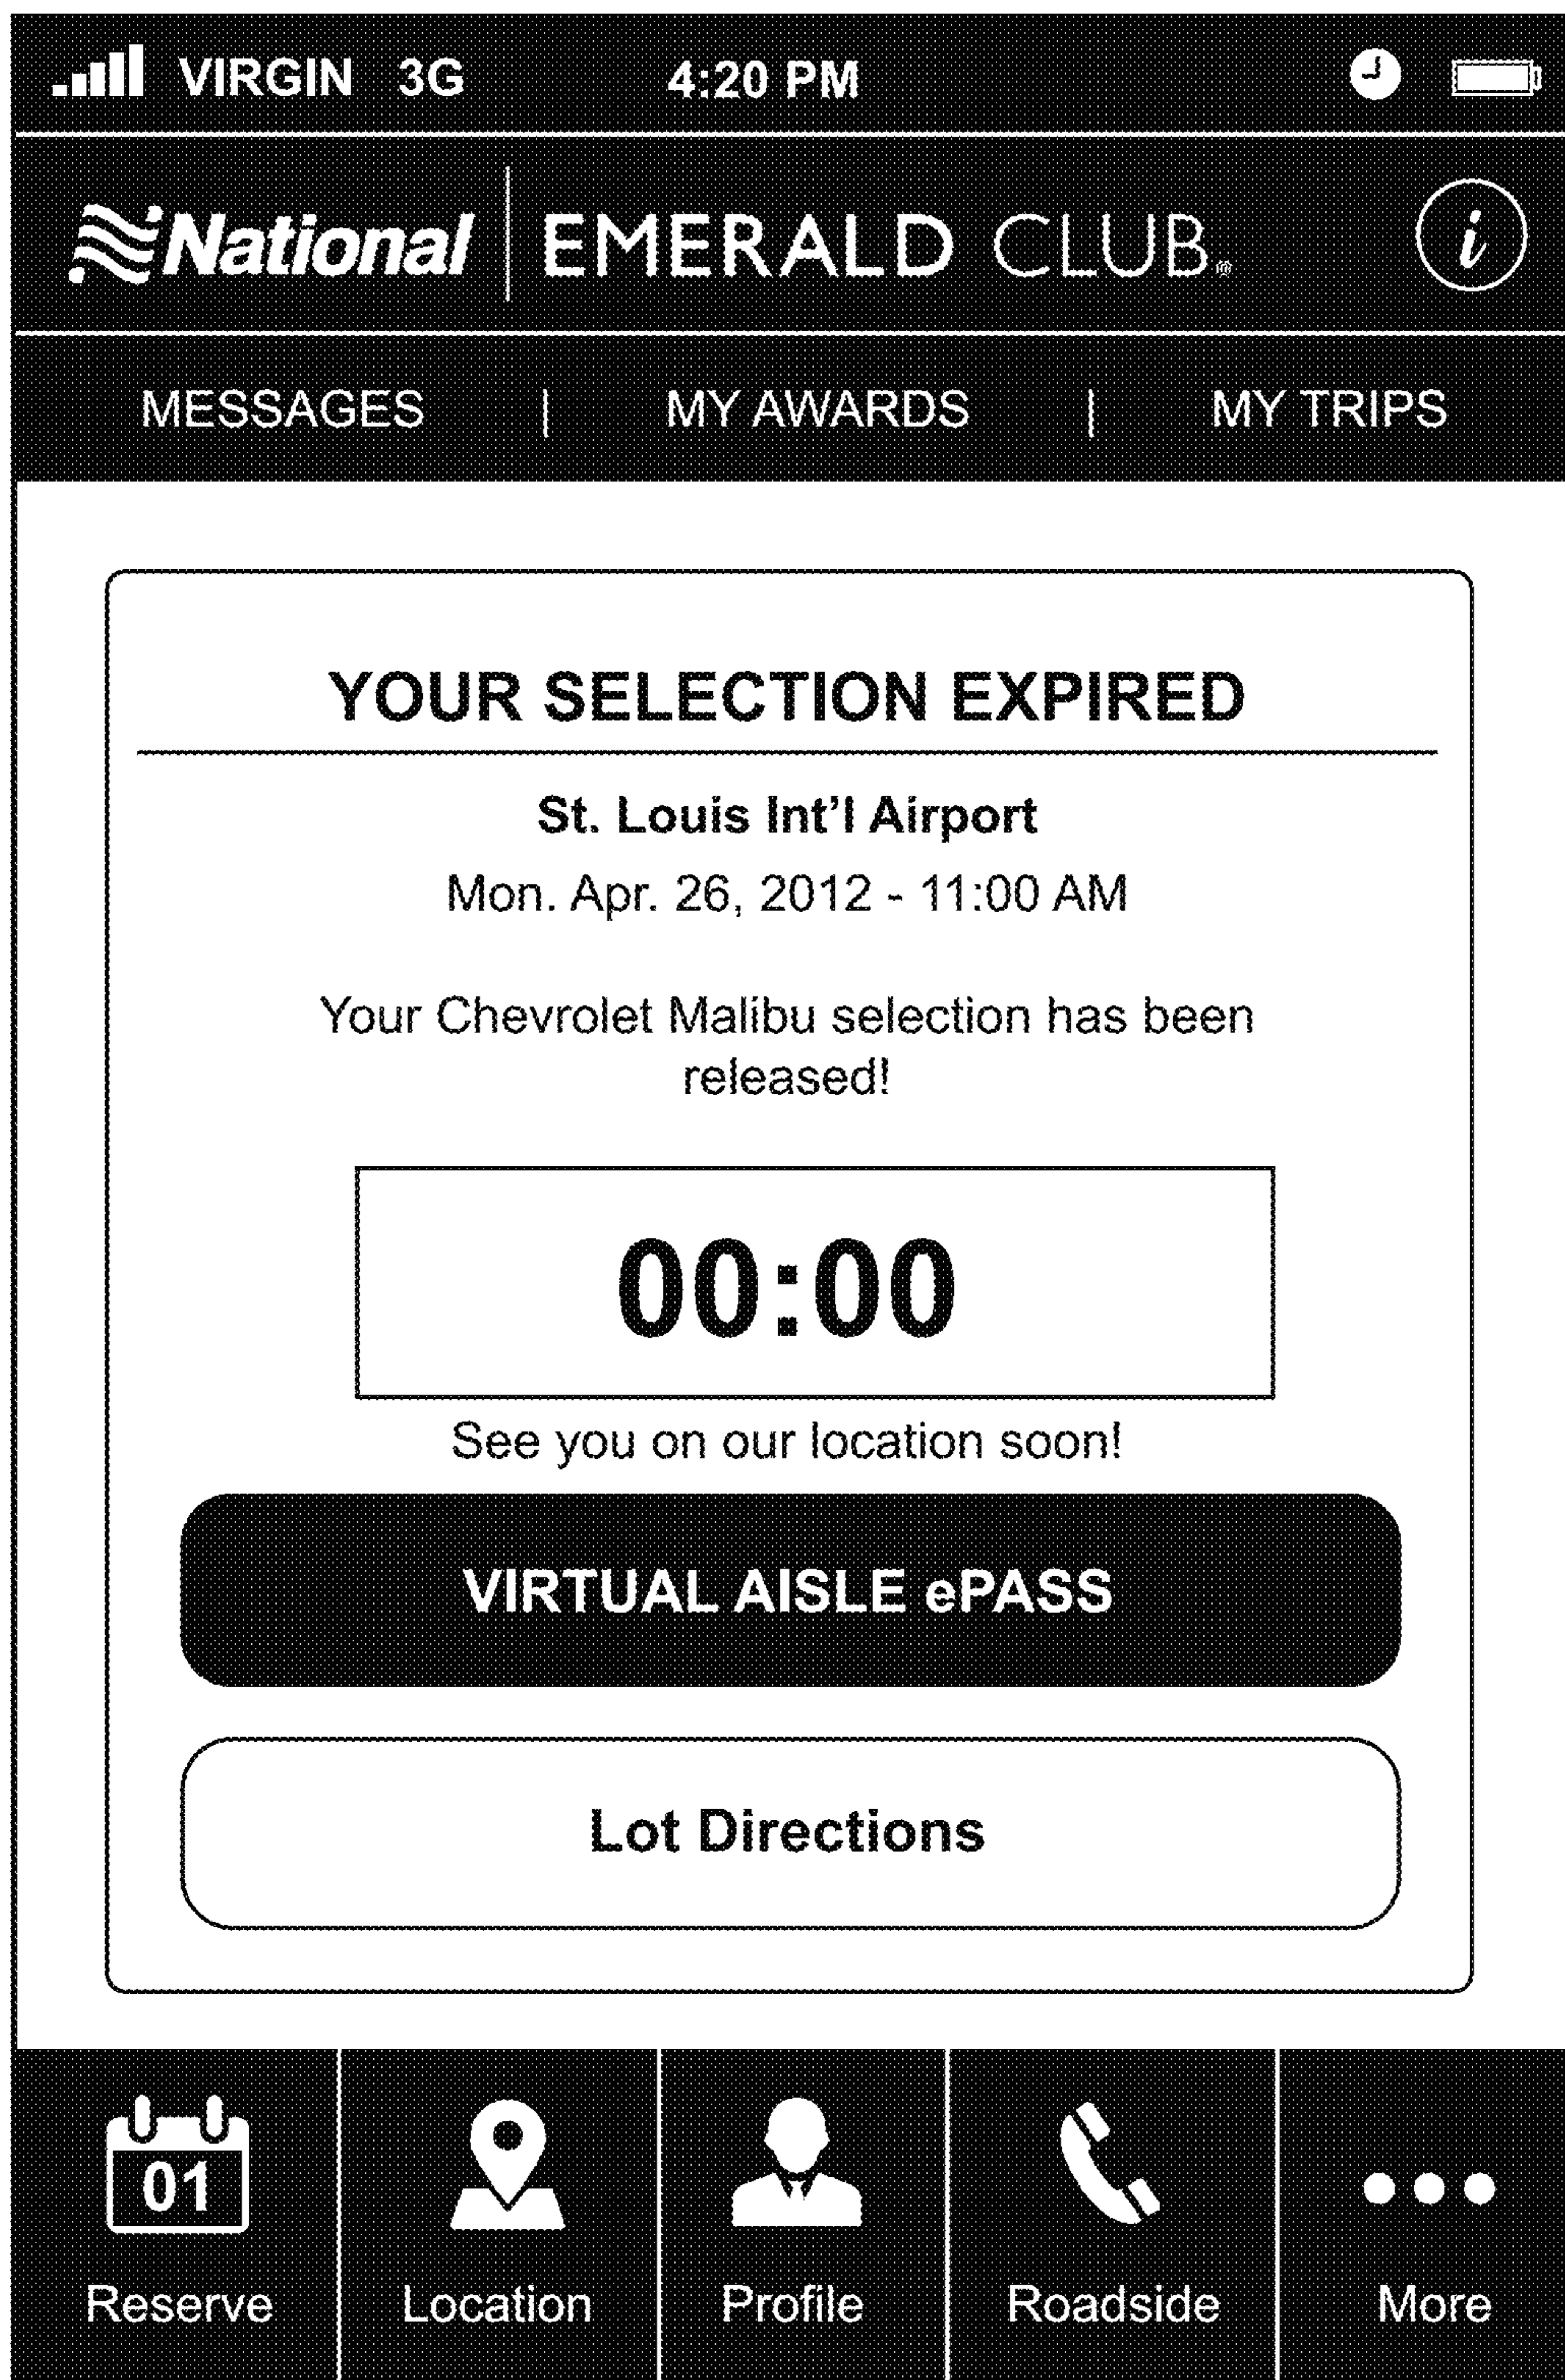 VIRGIN 3G 4:20 PM
National EMERALD CLUB® i
MESSAGES | MY AWARDS | MY TRIPS
YOUR SELECTION EXPIRED
St. Louis Int’l Airport
Mon. Apr. 26, 2012 - 11:00 AM
Your Chevrolet Malibu selection has been
released!
00:00
See you on our location soon!
VIRTUAL AISLE ePASS
Lot Directions
01
Reserve Location Profile Roadside More